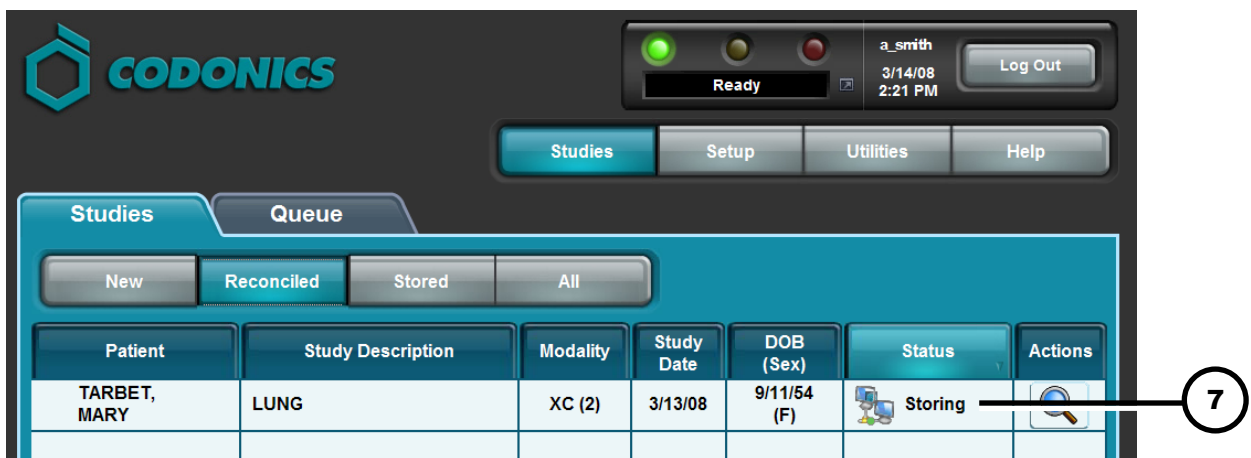 CODONICS
Ready
a_smith
3/14/08
2:21 PM
Log Out
Studies Setup Utilities Help
Studies Queue
New Reconciled Stored All
Patient Study Description Modality Study Date DOB (Sex) Status Actions
TARBET, MARY LUNG XC (2) 3/13/08 9/11/54 (F) Storing
7